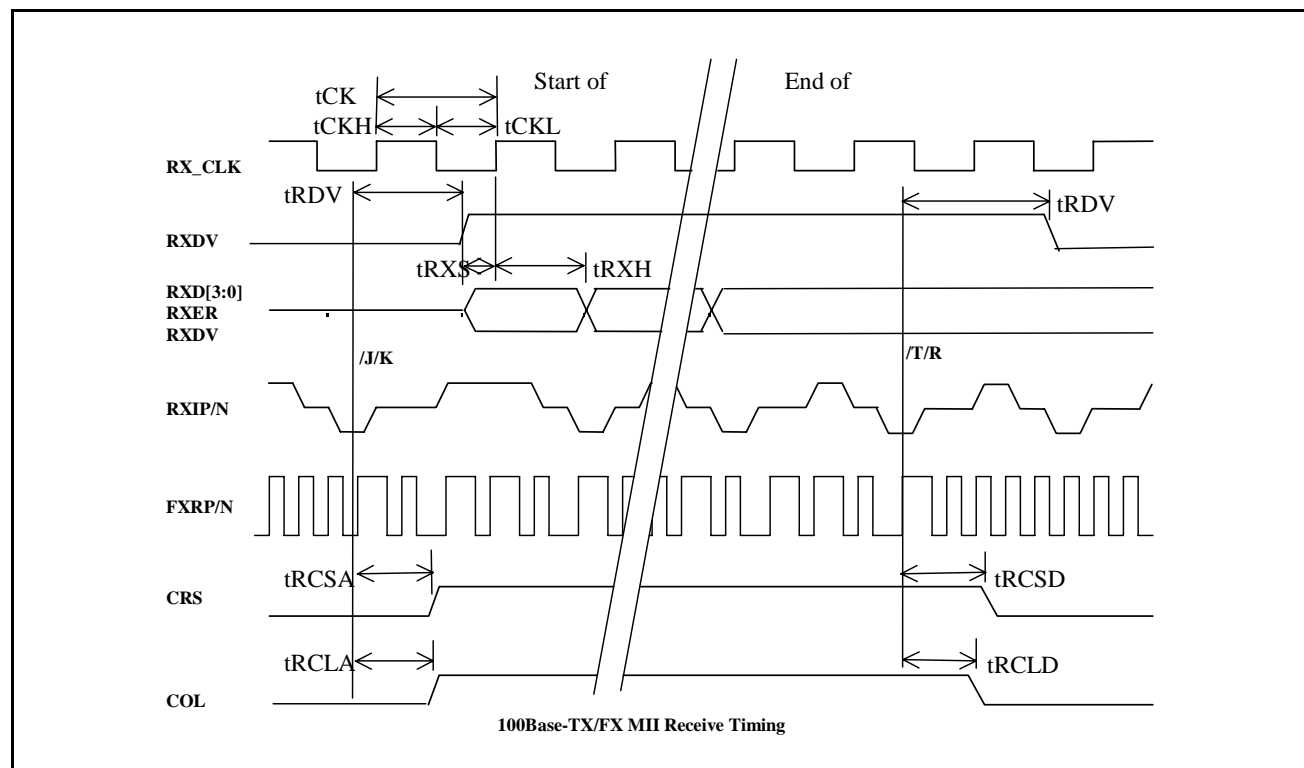 Start of
End of
tCK
tCKH
tCKL
RX_CLK
tRDV
tRDV
RXDV
tRXS
tRXH
RXD[3:0]
RXER
RXDV
/J/K
/T/R
RXIP/N
FXRP/N
tRCSA
tRCSD
CRS
tRCLA
tRCLD
COL
100Base-TX/FX MII Receive Timing